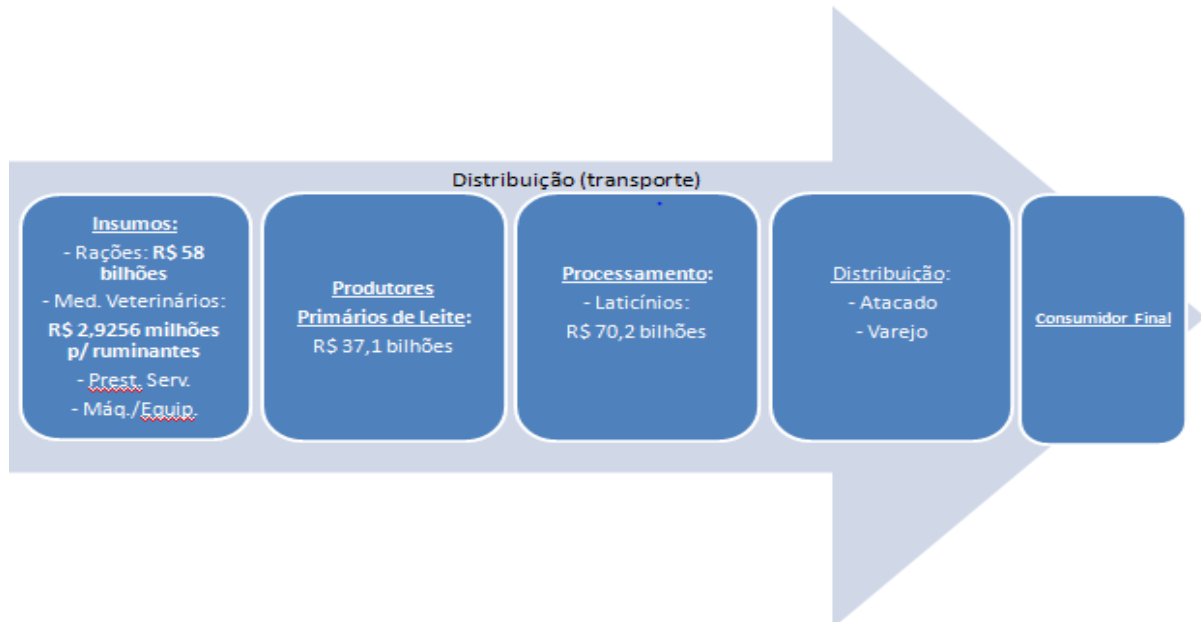 Distribuição (transporte)
Insumos:
- Rações: R$ 58
bilhões
- Med. Veterinários:
R$ 2,9256 milhões
p/ ruminantes
- Prest. Serv.
- Máq./Equip.
Produtores
Primários de Leite:
R$ 37,1 bilhões
Processamento:
- Laticínios:
R$ 70,2 bilhões
Distribuição:
- Atacado
- Varejo
Consumidor Final